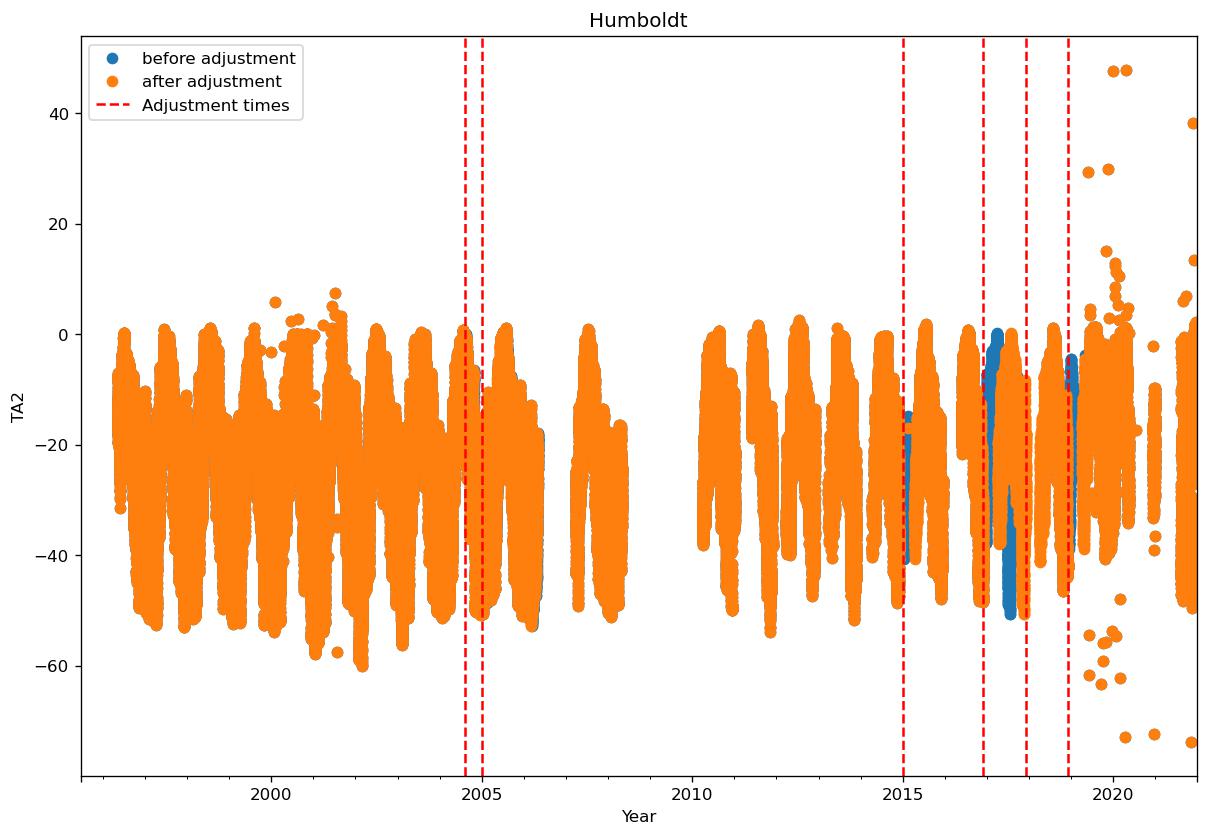 Humboldt
before adjustment
after adjustment
Adjustment times
40
20
0
−20
−40
−60
TA2
2000 2005 2010 2015 2020
Year